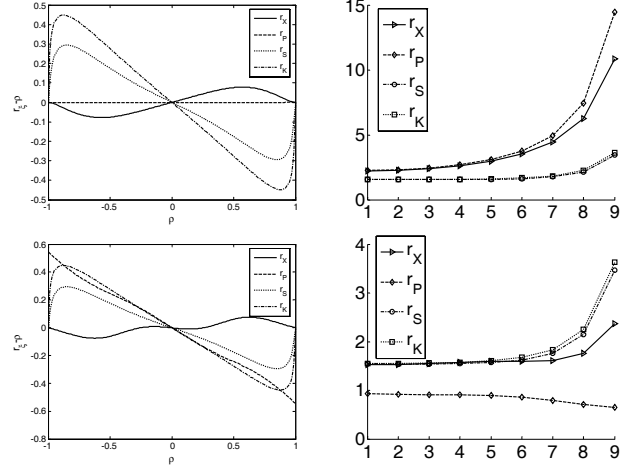 0.5
0.4
0.3
0.2
0.1
0
-0.1
-0.2
-0.3
-0.4
-0.5
-1 -0.5 0 0.5 1
ρ
r_ξ-ρ
r_X
r_P
r_S
r_K
15
10
5
0
1 2 3 4 5 6 7 8 9
r_X
r_P
r_S
r_K
0.6
0.4
0.2
0
-0.2
-0.4
-0.6
-0.8
-1 -0.5 0 0.5 1
ρ
r_ξ-ρ
r_X
r_P
r_S
r_K
4
3
2
1
0
1 2 3 4 5 6 7 8 9
r_X
r_P
r_S
r_K